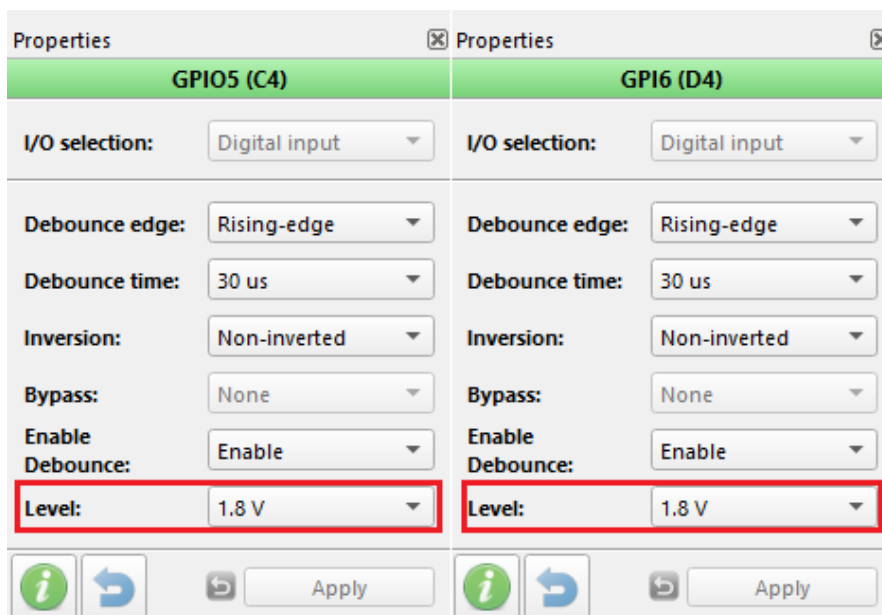 Properties
GPIO5 (C4)
I/O selection: Digital input
Debounce edge: Rising-edge
Debounce time: 30 us
Inversion: Non-inverted
Bypass: None
Enable
Debounce: Enable
Level: 1.8 V
Apply
Properties
GPI6 (D4)
I/O selection: Digital input
Debounce edge: Rising-edge
Debounce time: 30 us
Inversion: Non-inverted
Bypass: None
Enable
Debounce: Enable
Level: 1.8 V
Apply